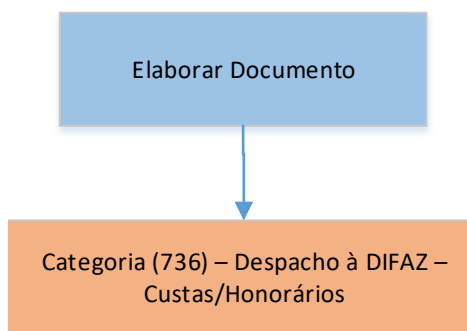 Elaborar Documento
Categoria (736) – Despacho à DIFAZ –
Custas/Honorários